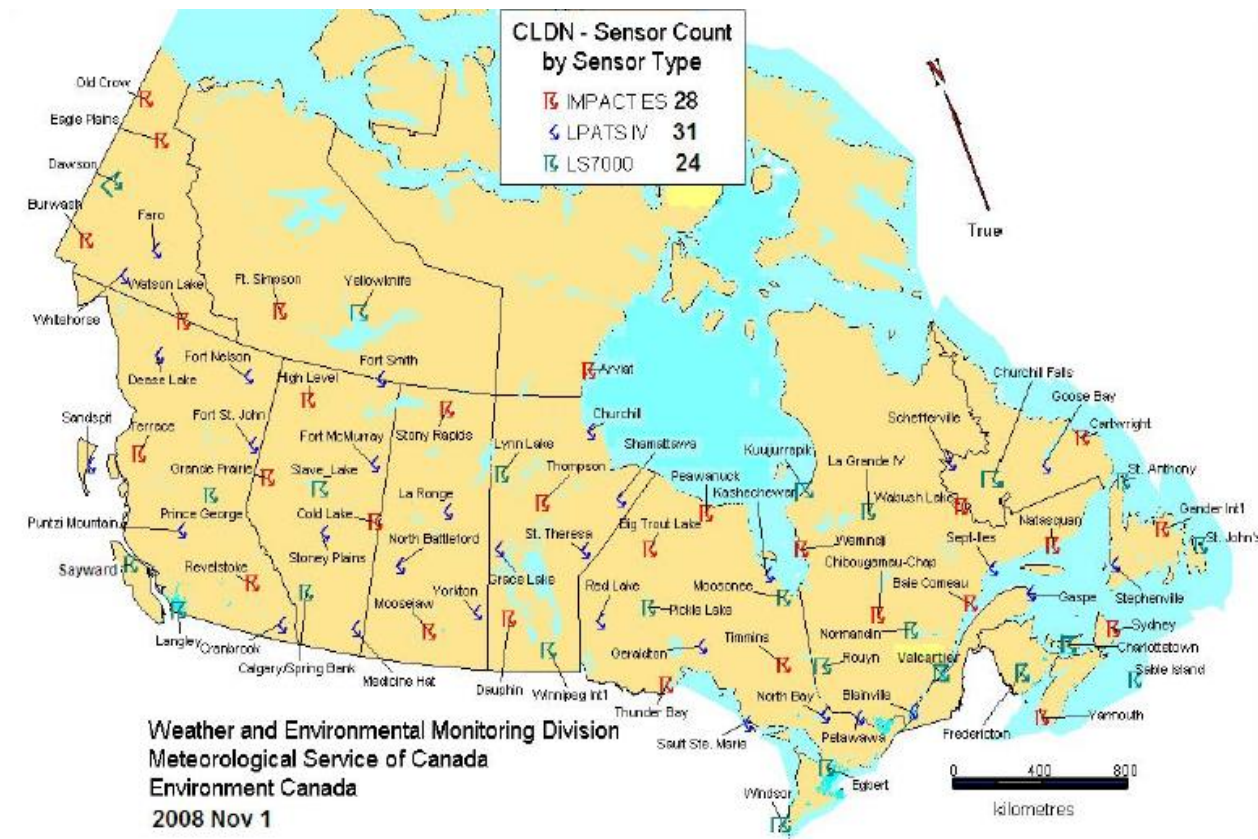 CLDN - Sensor Count
by Sensor Type
IMPACT ES 28
LPATS IV 31
LS7000 24
N
True
Old Crow
Eagle Plains
Dawson
Burwash
Faro
Watson Lake
Whitehorse
Ft. Simpson
Yellowknife
Fort Nelson
Fort Smith
Dease Lake
High Level
Arviat
Churchill Falls
Goose Bay
Sandspit
Terrace
Fort St. John
Fort McMurray
Stony Rapids
Churchill
Shamattawa
Schefferville
Cartwright
Grande Prairie
Slave_Lake
Lynn Lake
Thompson
Peawanuck
Kuujjurrapik
La Grande IV
St. Anthony
Kashechewan
Wabush Lake
La Ronge
Prince George
Cold Lake
Big Trout Lake
Natasquan
Gander Int1
Puntzi Mountain
Stoney Plains
North Battleford
St. Theresa
Wemindji
Sept-Iles
St. John's
Sayward
Revelstoke
Grace Lake
Chibougamau-Chap
Moosonee
Baie Comeau
Yorkton
Red Lake
Gaspe
Stephenville
Moosejaw
Pickle Lake
Langley
Cranbrook
Normandin
Sydney
Timmins
Charlottetown
Geraldton
Rouyn
Valcartier
Calgary/Spring Bank
Medicine Hat
Sable Island
Dauphin
Winnipeg Int1
North Bay
Blainville
Thunder Bay
Yarmouth
Petawawa
Fredericton
Sault Ste. Marie
Egbert
Windsor
Weather and Environmental Monitoring Division
Meteorological Service of Canada
Environment Canada
2008 Nov 1
0 400 800
kilometres